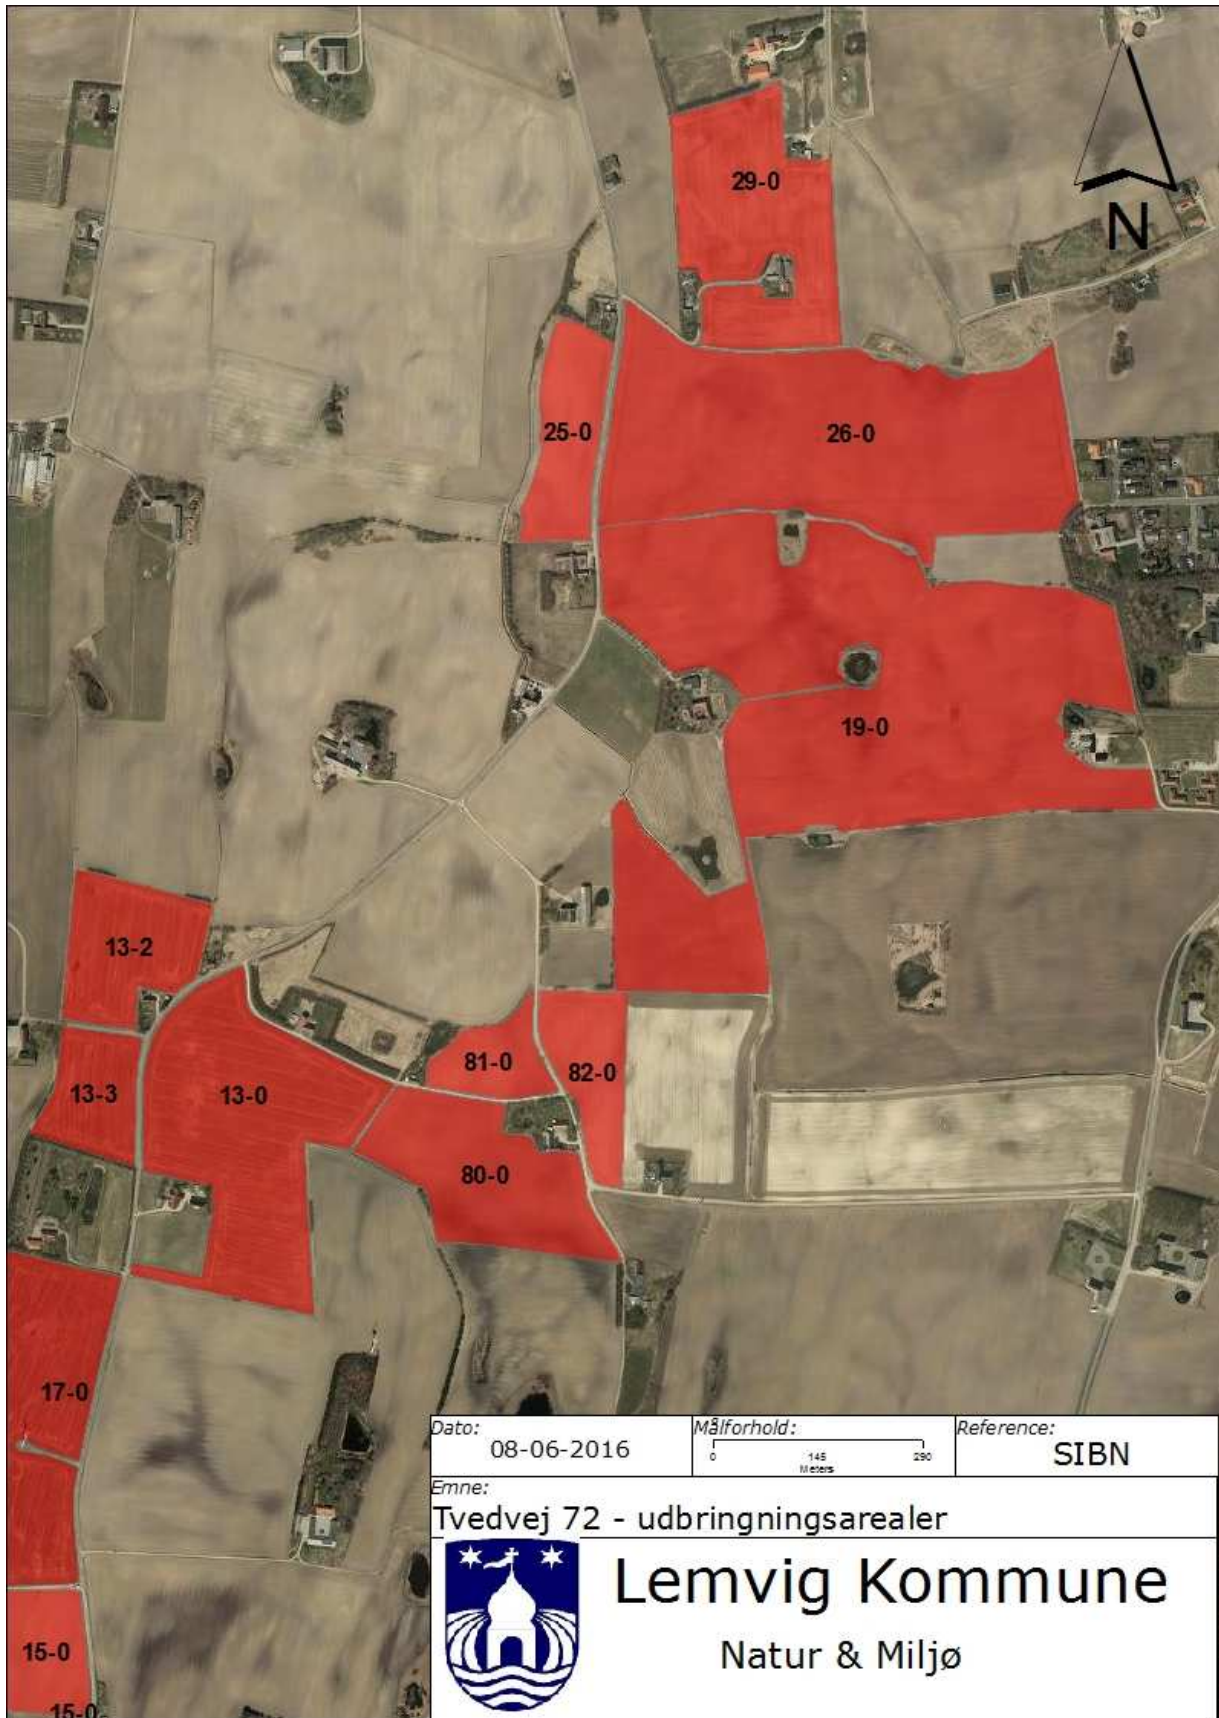 N
29-0
25-0
26-0
19-0
13-2
81-0
82-0
13-3
13-0
80-0
17-0
15-0
15-0
Dato:
08-06-2016
Målforhold:
0 145 290
Meters
Reference:
SIBN
Emne:
Tvedvej 72 - udbringningsarealer
Lemvig Kommune
Natur & Miljø